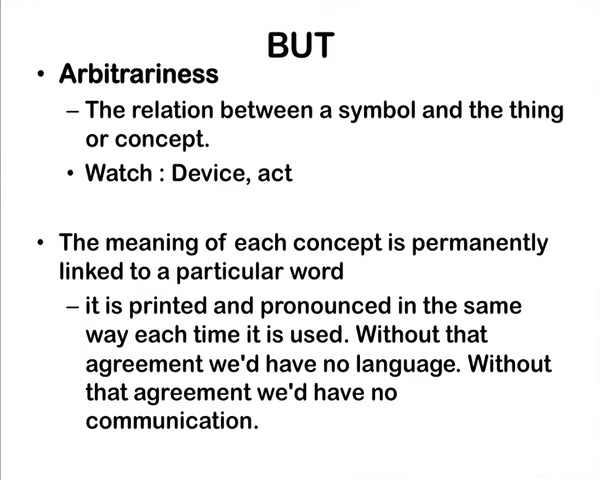 BUT
• Arbitrariness
– The relation between a symbol and the thing
or concept.
• Watch : Device, act
• The meaning of each concept is permanently
linked to a particular word
– it is printed and pronounced in the same
way each time it is used. Without that
agreement we'd have no language. Without
that agreement we'd have no
communication.